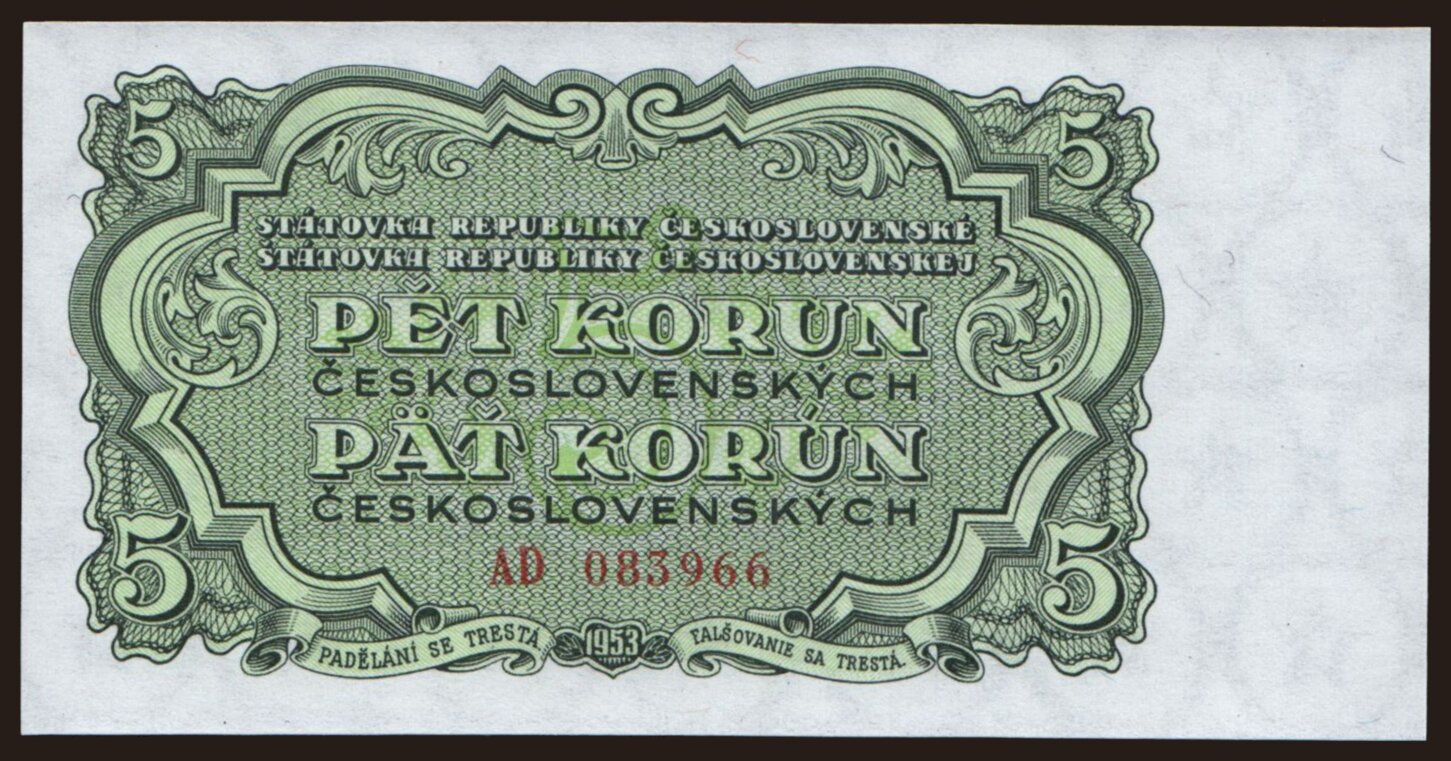 5 5
STÁTOVKA REPUBLIKY ČESKOSLOVENSKÉ
ŠTÁTOVKA REPUBLIKY ČESKOSLOVENSKEJ
PĚT KORUN
ČESKOSLOVENSKÝCH
PÄŤ KORÚN
ČESKOSLOVENSKÝCH
AD 083966
5 5
PADĚLÁNÍ SE TRESTÁ. 1953 FALŠOVANIE SA TRESTÁ.